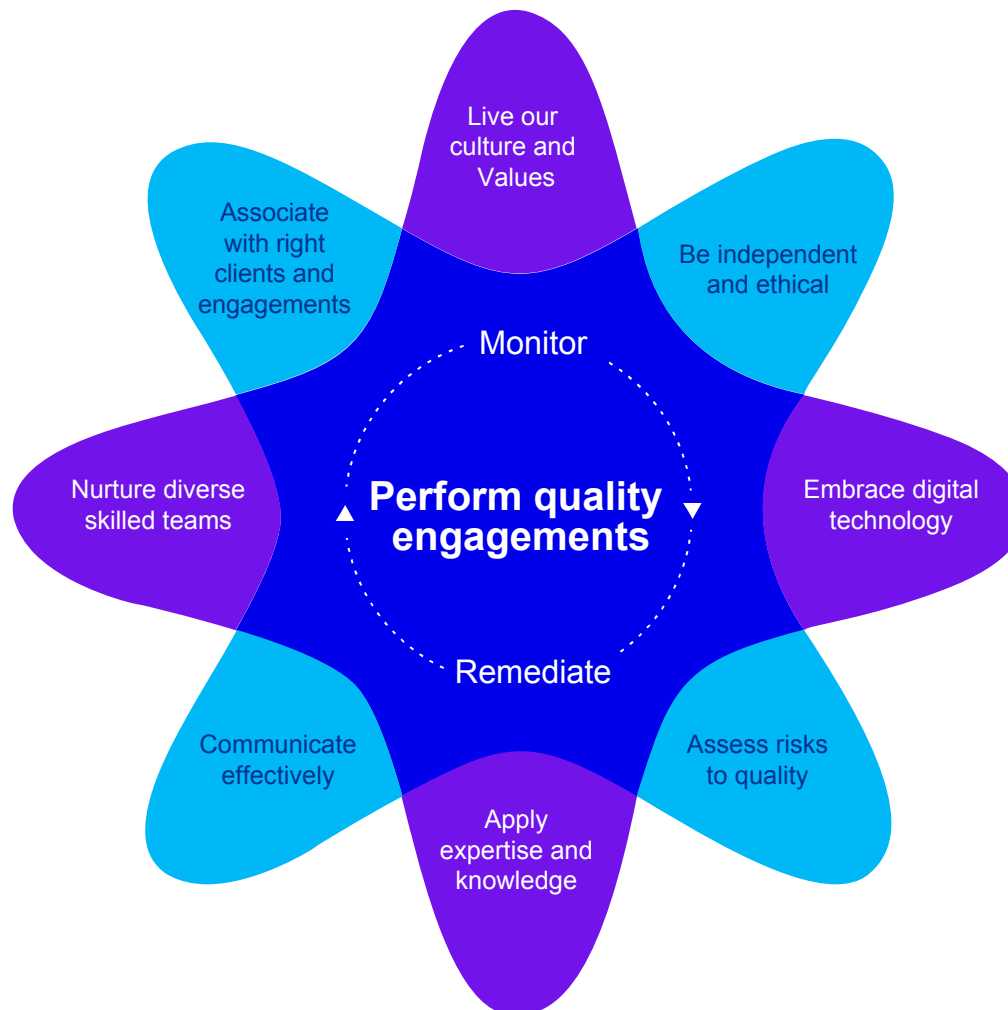 Live our
culture and
Values
Be independent
and ethical
Embrace digital
technology
Assess risks
to quality
Apply
expertise and
knowledge
Communicate
effectively
Nurture diverse
skilled teams
Associate
with right
clients and
engagements
Monitor
Perform quality
engagements
Remediate